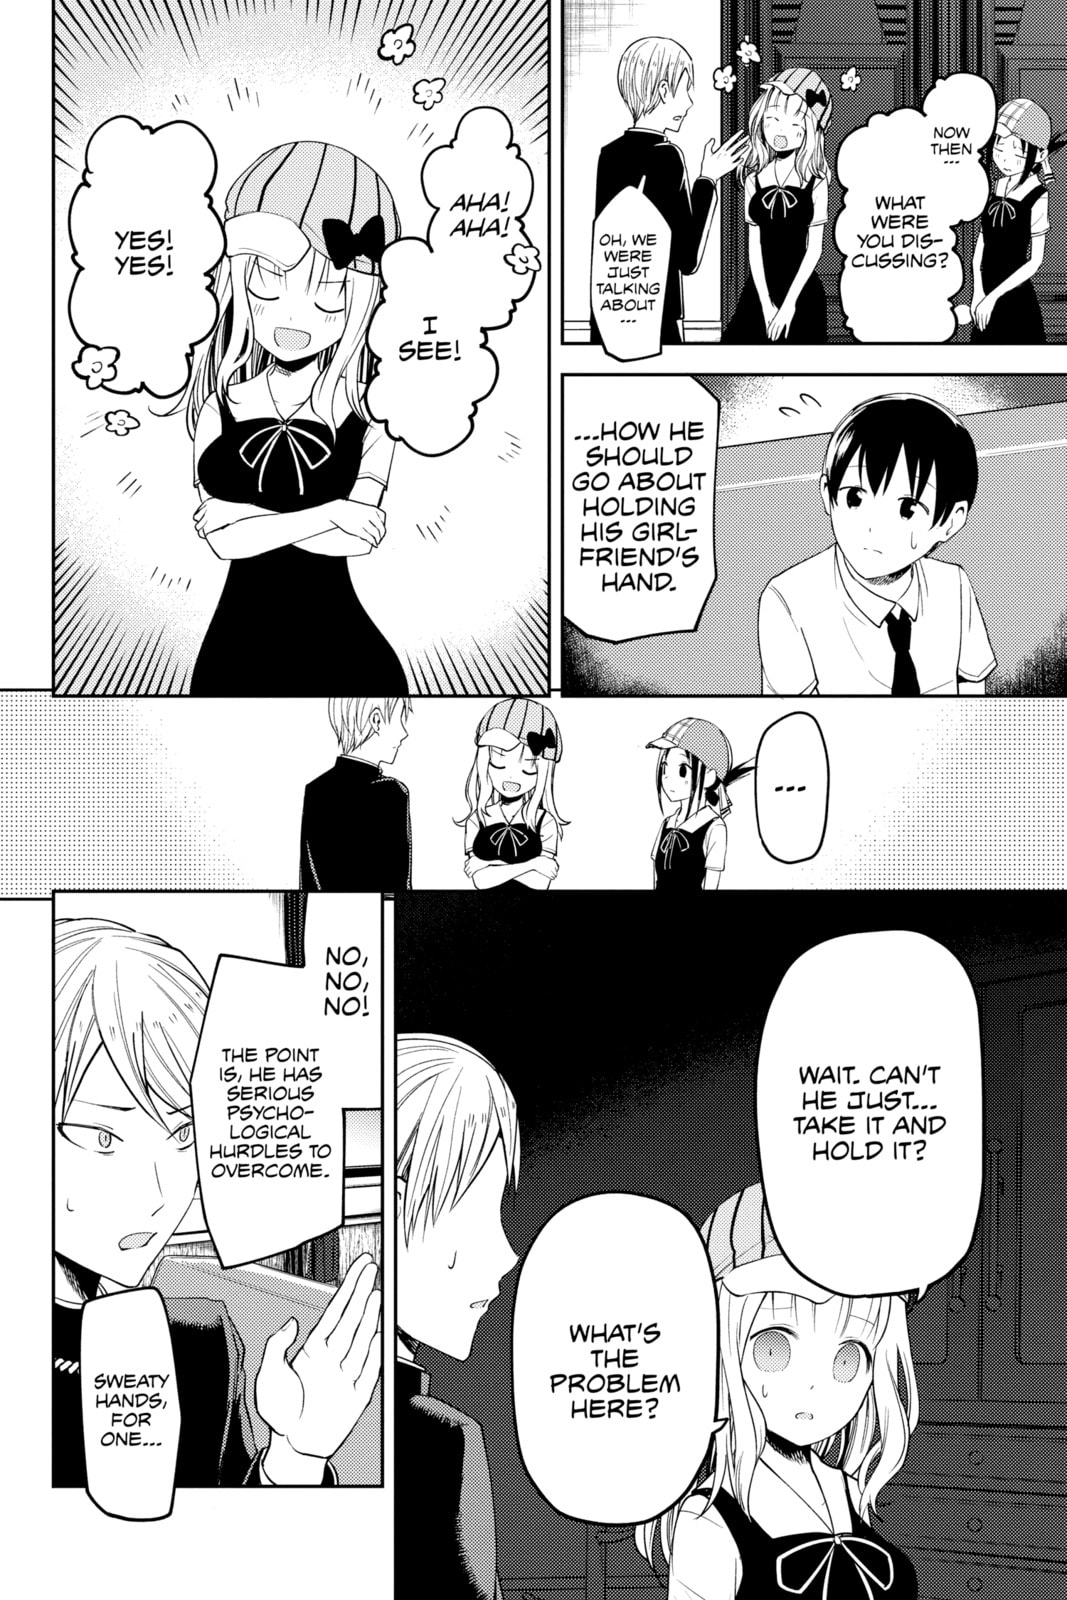 NOW
THEN
...
WHAT
WERE
YOU DIS-
CUSSING?
OH, WE
WERE
JUST
TALKING
ABOUT
...
...HOW HE
SHOULD
GO ABOUT
HOLDING
HIS GIRL-
FRIEND'S
HAND.
AHA!
AHA!
I
SEE!
YES!
YES!
...
WAIT. CAN'T
HE JUST...
TAKE IT AND
HOLD IT?
WHAT'S
THE
PROBLEM
HERE?
NO,
NO,
NO!
THE POINT
IS, HE HAS
SERIOUS
PSYCHO-
LOGICAL
HURDLES TO
OVERCOME.
SWEATY
HANDS,
FOR
ONE...